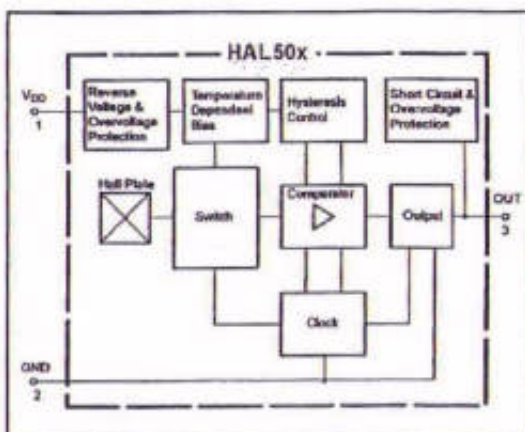 HAL50x
Reverse
Voltage &
Overvoltage
Protection
Temperature
Dependent
Bias
Hysteresis
Control
Short Circuit &
Overvoltage
Protection
VDD
1
Hall Plate
Switch
Comparator
Output
OUT
3
Clock
GND
2